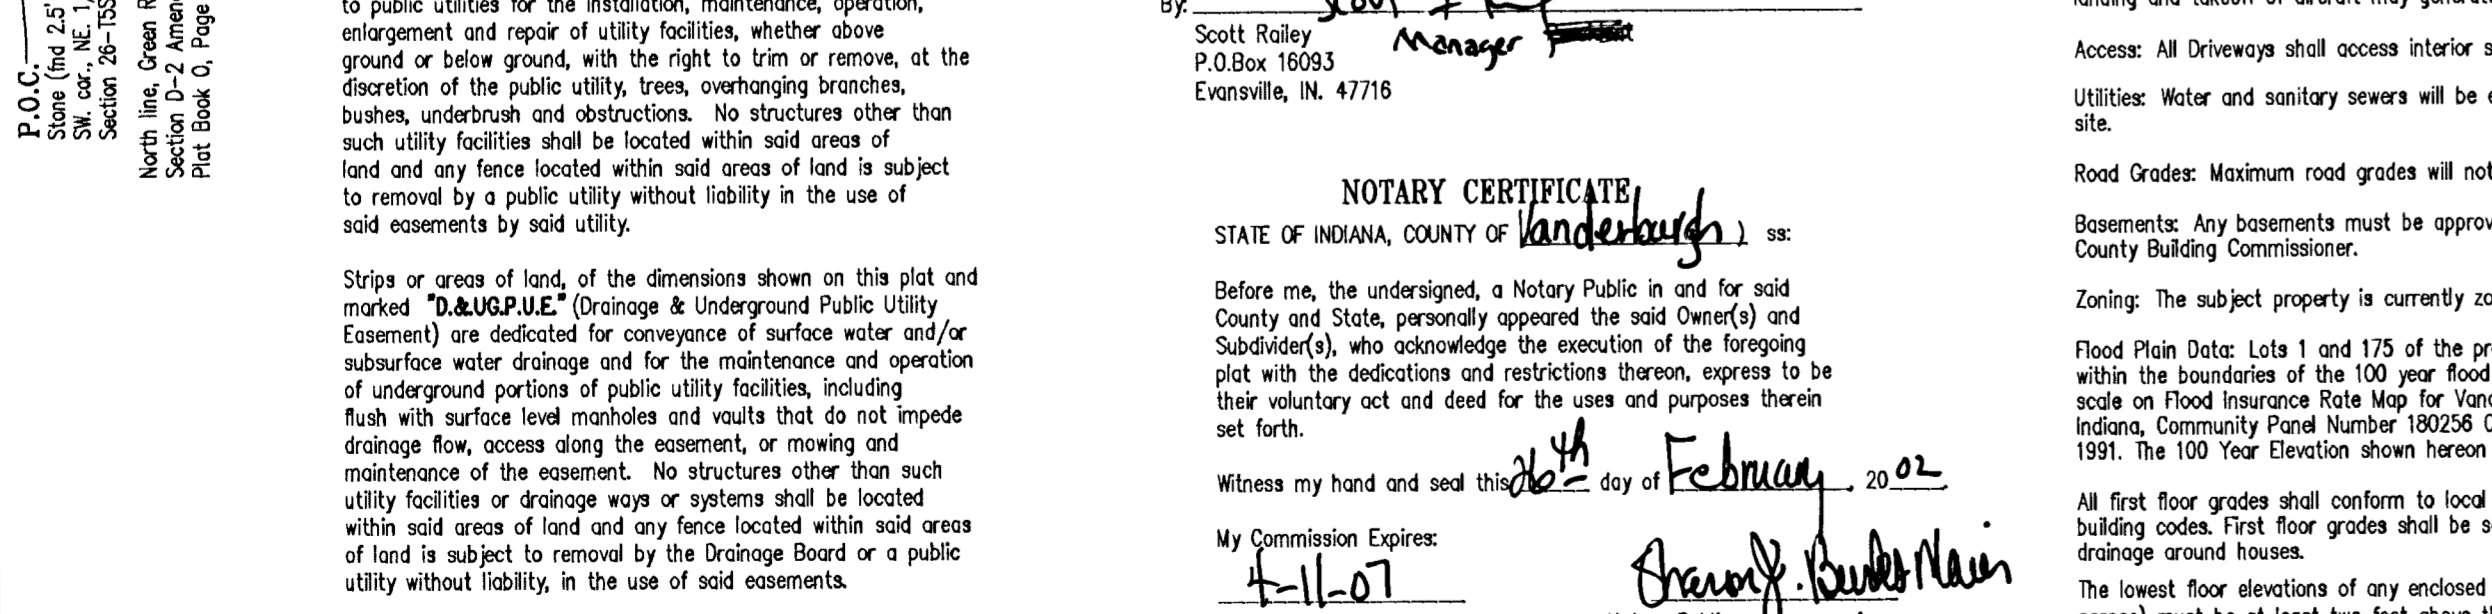 P.O.C.
Stone (fnd 2.5'
SW. cor., NE. 1/
Section 26-T5S
North line, Green R
Section D-2 Amend
Plat Book O, Page
to public utilities for the installation, maintenance, operation,
enlargement and repair of utility facilities, whether above
ground or below ground, with the right to trim or remove, at the
discretion of the public utility, trees, overhanging branches,
bushes, underbrush and obstructions. No structures other than
such utility facilities shall be located within said areas of
land and any fence located within said areas of land is subject
to removal by a public utility without liability in the use of
said easements by said utility.
Strips or areas of land, of the dimensions shown on this plat and
marked "D.&UG.P.U.E." (Drainage & Underground Public Utility
Easement) are dedicated for conveyance of surface water and/or
subsurface water drainage and for the maintenance and operation
of underground portions of public utility facilities, including
flush with surface level manholes and vaults that do not impede
drainage flow, access along the easement, or mowing and
maintenance of the easement. No structures other than such
utility facilities or drainage ways or systems shall be located
within said areas of land and any fence located within said areas
of land is subject to removal by the Drainage Board or a public
utility without liability, in the use of said easements.
By:
Scott Railey Manager
P.O.Box 16093
Evansville, IN. 47716
NOTARY CERTIFICATE
STATE OF INDIANA, COUNTY OF Vanderburgh ) ss:
Before me, the undersigned, a Notary Public in and for said
County and State, personally appeared the said Owner(s) and
Subdivider(s), who acknowledge the execution of the foregoing
plat with the dedications and restrictions thereon, express to be
their voluntary act and deed for the uses and purposes therein
set forth.
Witness my hand and seal this 26th day of February, 2002.
My Commission Expires:
4-11-07
Sharon J.
Access: All Driveways shall access interior s
Utilities: Water and sanitary sewers will be e
site.
Road Grades: Maximum road grades will not
Basements: Any basements must be approv
County Building Commissioner.
Zoning: The subject property is currently zo
Flood Plain Data: Lots 1 and 175 of the pr
within the boundaries of the 100 year flood
scale on Flood Insurance Rate Map for Vand
Indiana, Community Panel Number 180256 C
1991. The 100 Year Elevation shown hereon
All first floor grades shall conform to local
building codes. First floor grades shall be s
drainage around houses.
The lowest floor elevations of any enclosed